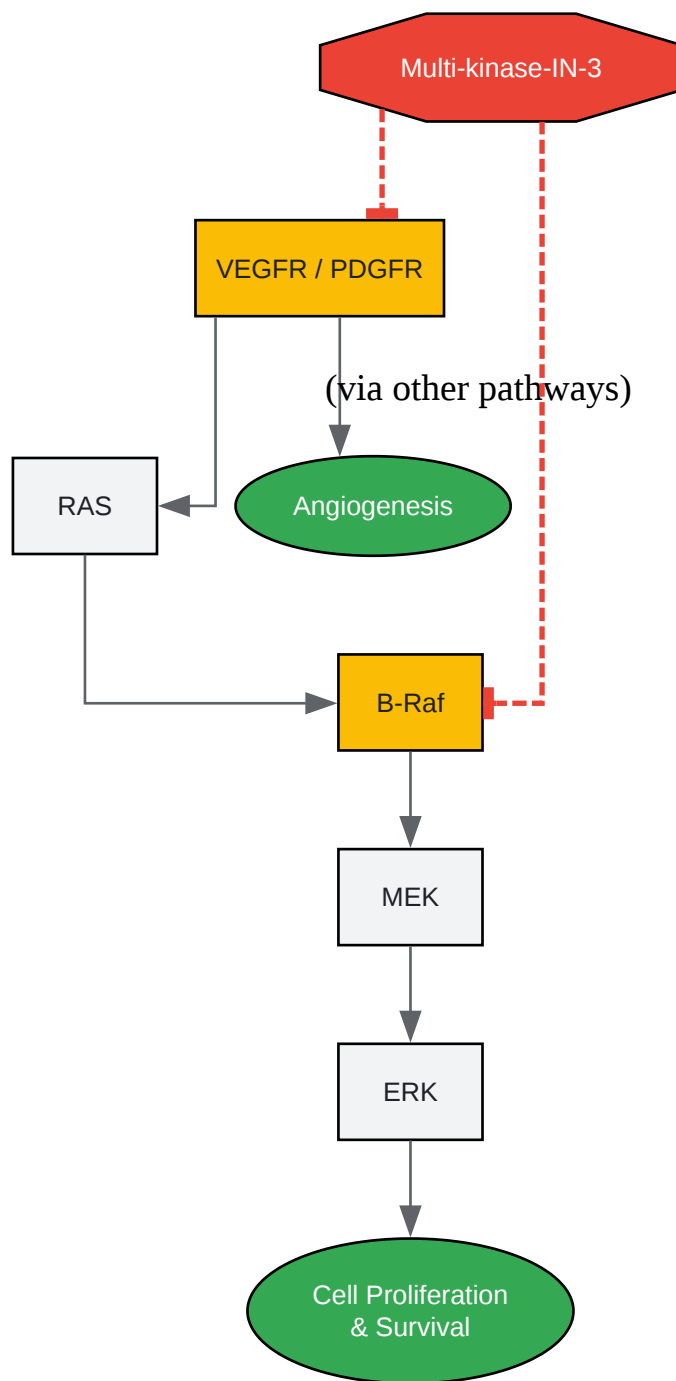 Multi-kinase-IN-3
VEGFR / PDGFR
(via other pathways)
RAS
Angiogenesis
B-Raf
MEK
ERK
Cell Proliferation
& Survival